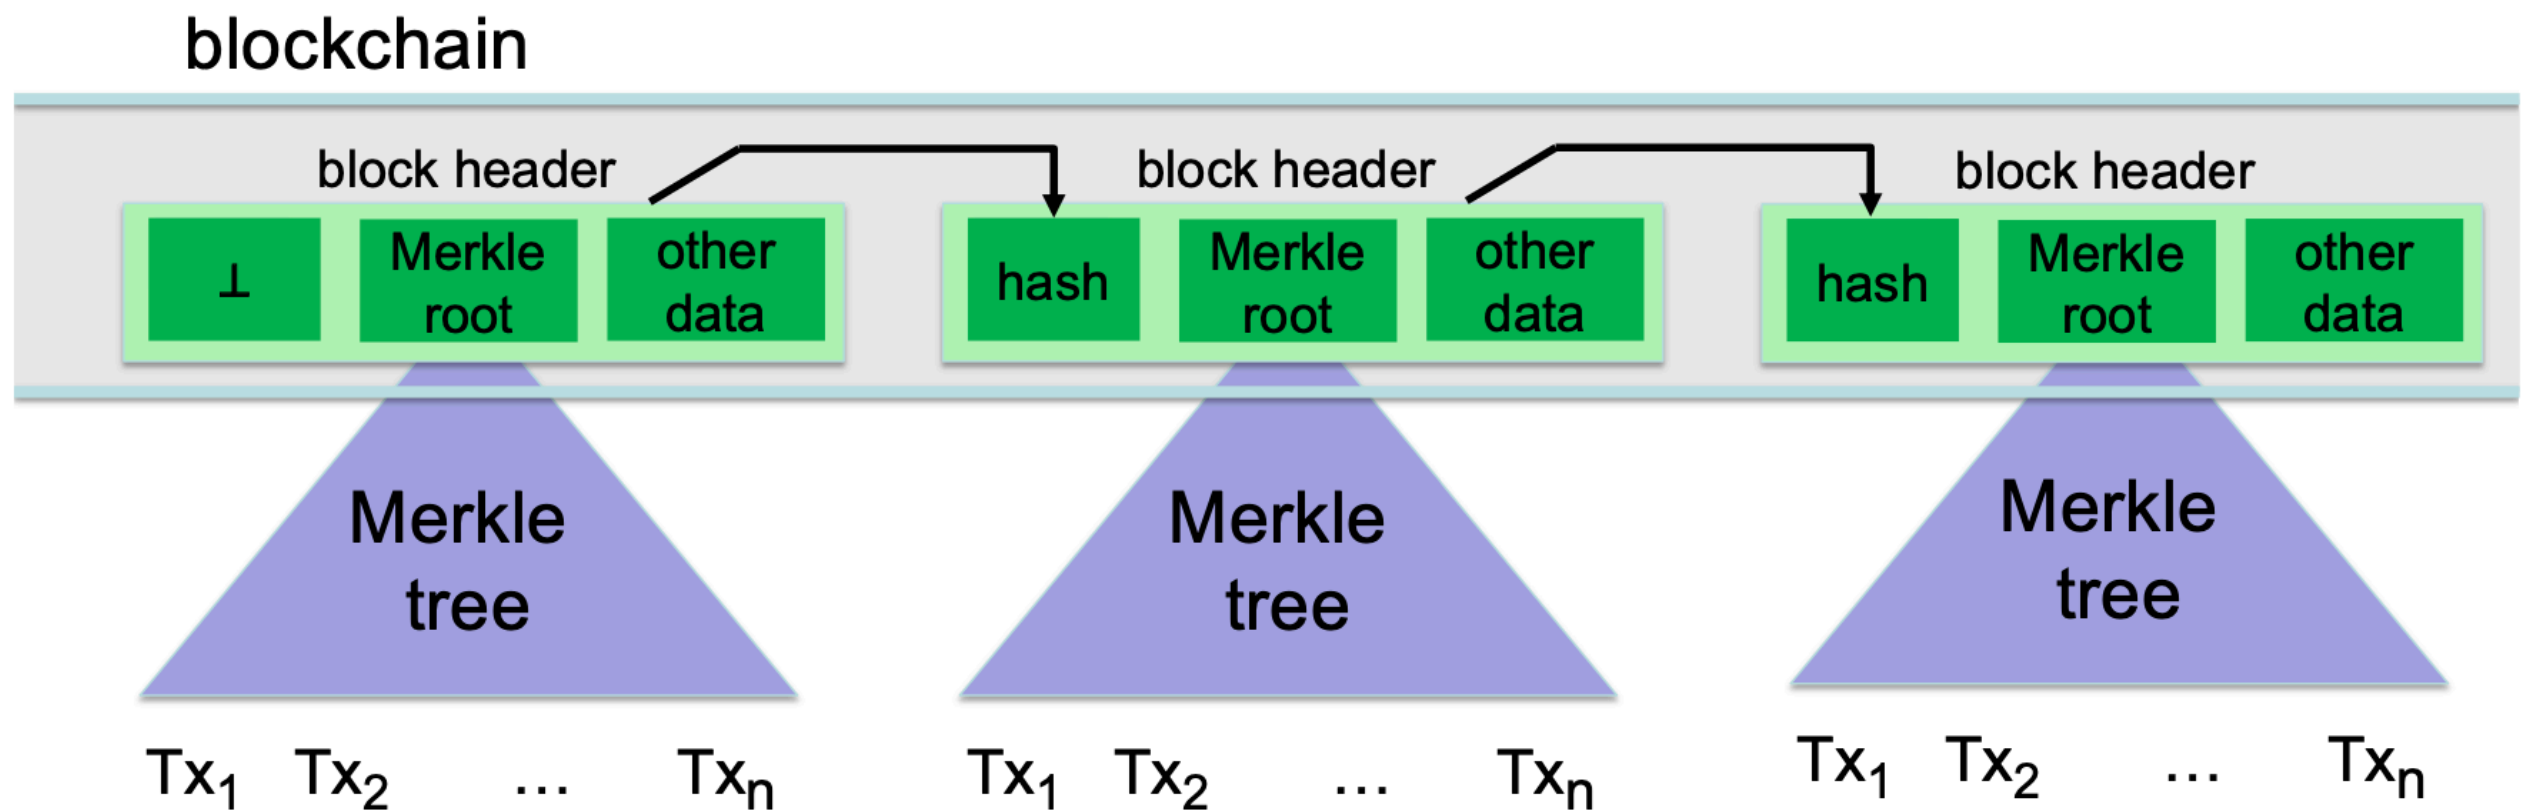 blockchain
block header
block header
block header
⊥
Merkle
root
other
data
hash
Merkle
root
other
data
hash
Merkle
root
other
data
Merkle
tree
Merkle
tree
Merkle
tree
Tx₁ Tx₂ ... Txₙ
Tx₁ Tx₂ ... Txₙ
Tx₁ Tx₂ ... Txₙ